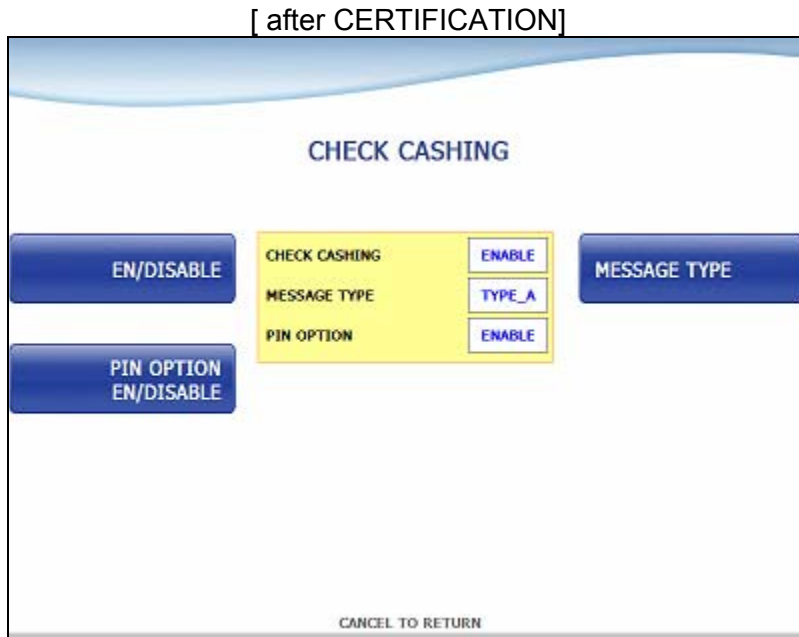 [ after CERTIFICATION]
CHECK CASHING
EN/DISABLE
CHECK CASHING ENABLE
MESSAGE TYPE TYPE_A
PIN OPTION ENABLE
MESSAGE TYPE
PIN OPTION
EN/DISABLE
CANCEL TO RETURN